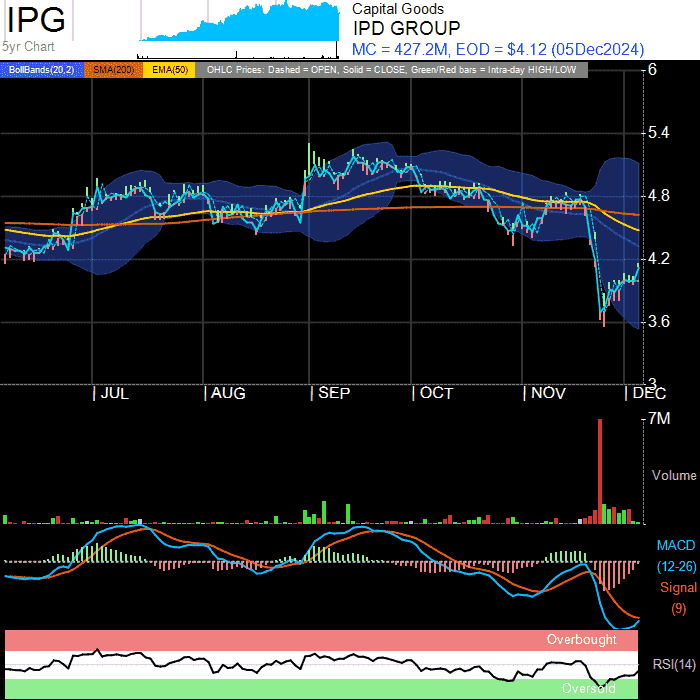 IPG
5yr Chart
Capital Goods
IPD GROUP
MC = 427.2M, EOD = $4.12 (05Dec2024)
BollBands(20,2) SMA(200) EMA(50) OHLC Prices: Dashed = OPEN, Solid = CLOSE, Green/Red bars = Intra-day HIGH/LOW
6
5.4
4.8
4.2
3.6
3
JUL AUG SEP OCT NOV DEC
7M
Volume
MACD
(12-26)
Signal
(9)
Overbought
RSI(14)
Oversold